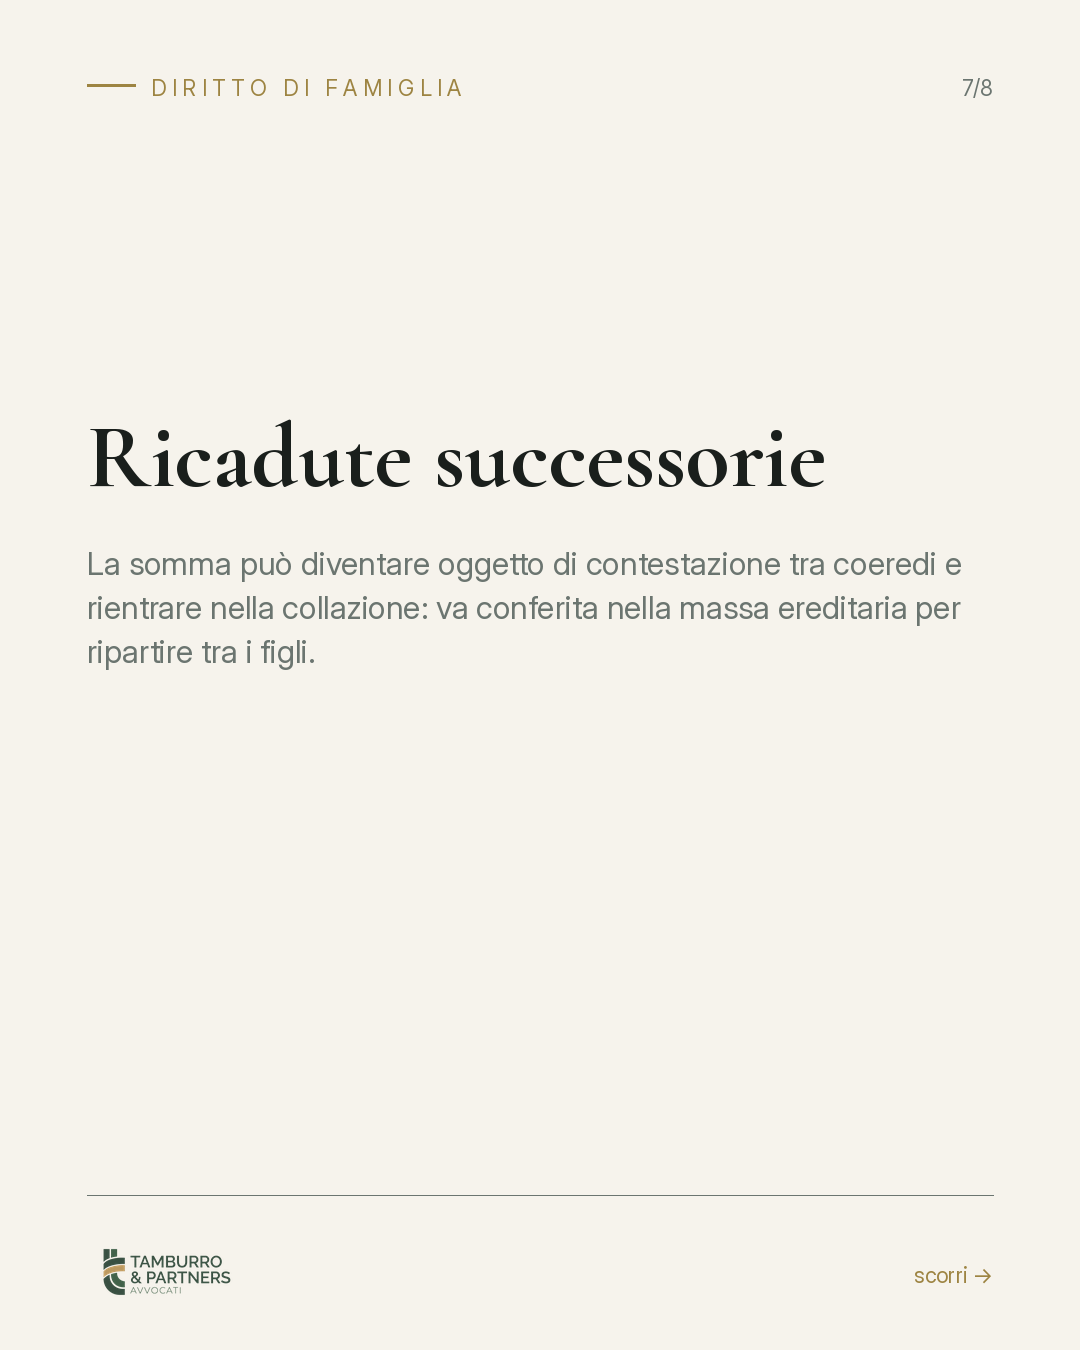 DIRITTO DI FAMIGLIA
7/8
Ricadute successorie
La somma può diventare oggetto di contestazione tra coeredi e
rientrare nella collazione: va conferita nella massa ereditaria per
ripartire tra i figli.
TAMBURRO
& PARTNERS
AVVOCATI
scorri →